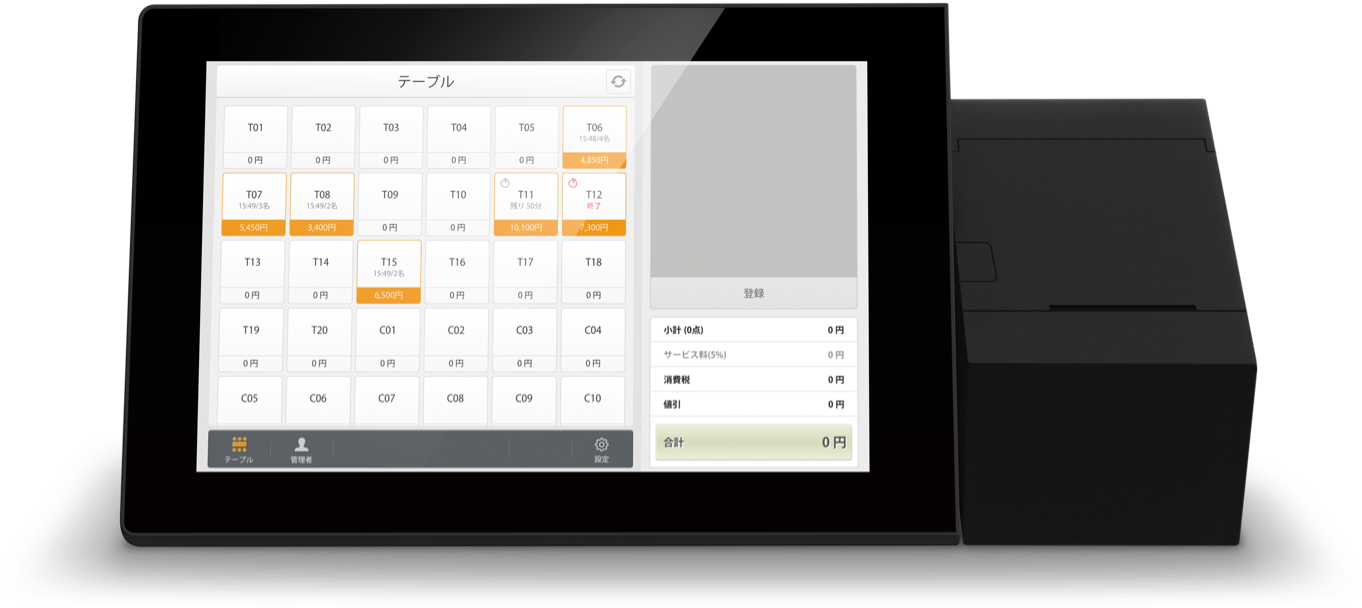 テーブル
T01 T02 T03 T04 T05 T06
15:48/4名
0 円 0 円 0 円 0 円 0 円 4,850円
T07 T08 T09 T10 T11 T12
15:49/3名 15:49/2名 残り 50分 終了
5,450円 3,400円 0 円 0 円 10,100円 7,300円
T13 T14 T15 T16 T17 T18
15:49/2名
0 円 0 円 6,500円 0 円 0 円 0 円
T19 T20 C01 C02 C03 C04
0 円 0 円 0 円 0 円 0 円 0 円
C05 C06 C07 C08 C09 C10
テーブル 管理者 設定
登録
小計 (0点) 0 円
サービス料(5%) 0 円
消費税 0 円
値引 0 円
合計 0 円